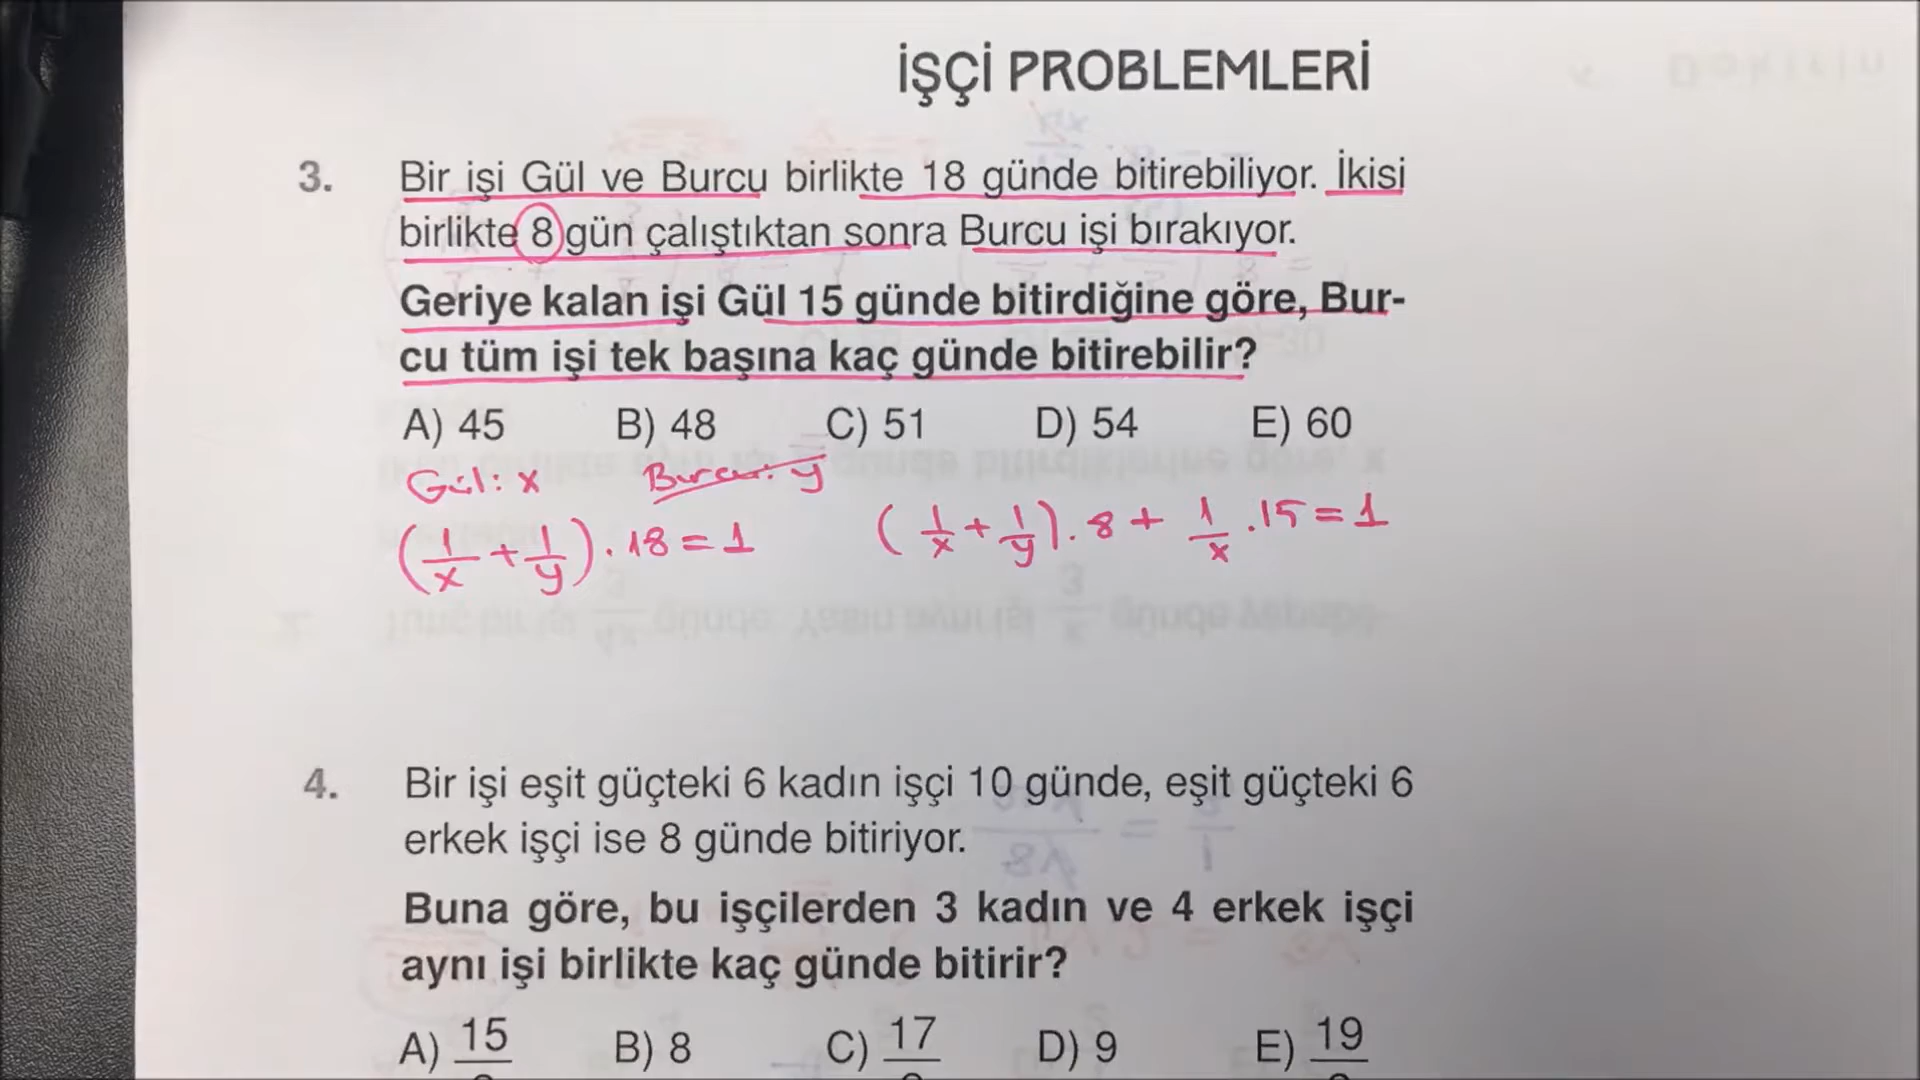 İŞÇİ PROBLEMLERİ
3. Bir işi Gül ve Burcu birlikte 18 günde bitirebiliyor. İkisi
birlikte 8 gün çalıştıktan sonra Burcu işi bırakıyor.
Geriye kalan işi Gül 15 günde bitirdiğine göre, Bur-
cu tüm işi tek başına kaç günde bitirebilir?
A) 45 B) 48 C) 51 D) 54 E) 60
Gül: x Burcu: y
(1/x + 1/y) . 18 = 1 (1/x + 1/y) . 8 + 1/x . 15 = 1
4. Bir işi eşit güçteki 6 kadın işçi 10 günde, eşit güçteki 6
erkek işçi ise 8 günde bitiriyor.
Buna göre, bu işçilerden 3 kadın ve 4 erkek işçi
aynı işi birlikte kaç günde bitirir?
A) 15 B) 8 C) 17 D) 9 E) 19